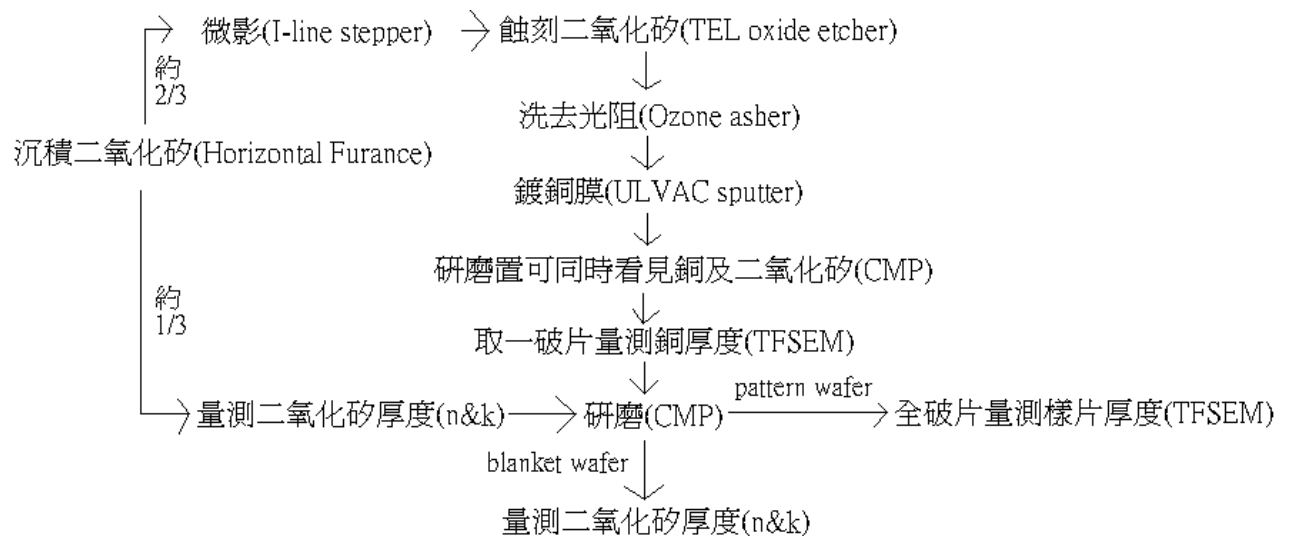 微影(I-line stepper)
蝕刻二氧化矽(TEL oxide etcher)
約
2/3
洗去光阻(Ozone asher)
沉積二氧化矽(Horizontal Furance)
鍍銅膜(ULVAC sputter)
研磨置可同時看見銅及二氧化矽(CMP)
約
1/3
取一破片量測銅厚度(TFSEM)
量測二氧化矽厚度(n&k)
研磨(CMP)
pattern wafer
全破片量測樣片厚度(TFSEM)
blanket wafer
量測二氧化矽厚度(n&k)